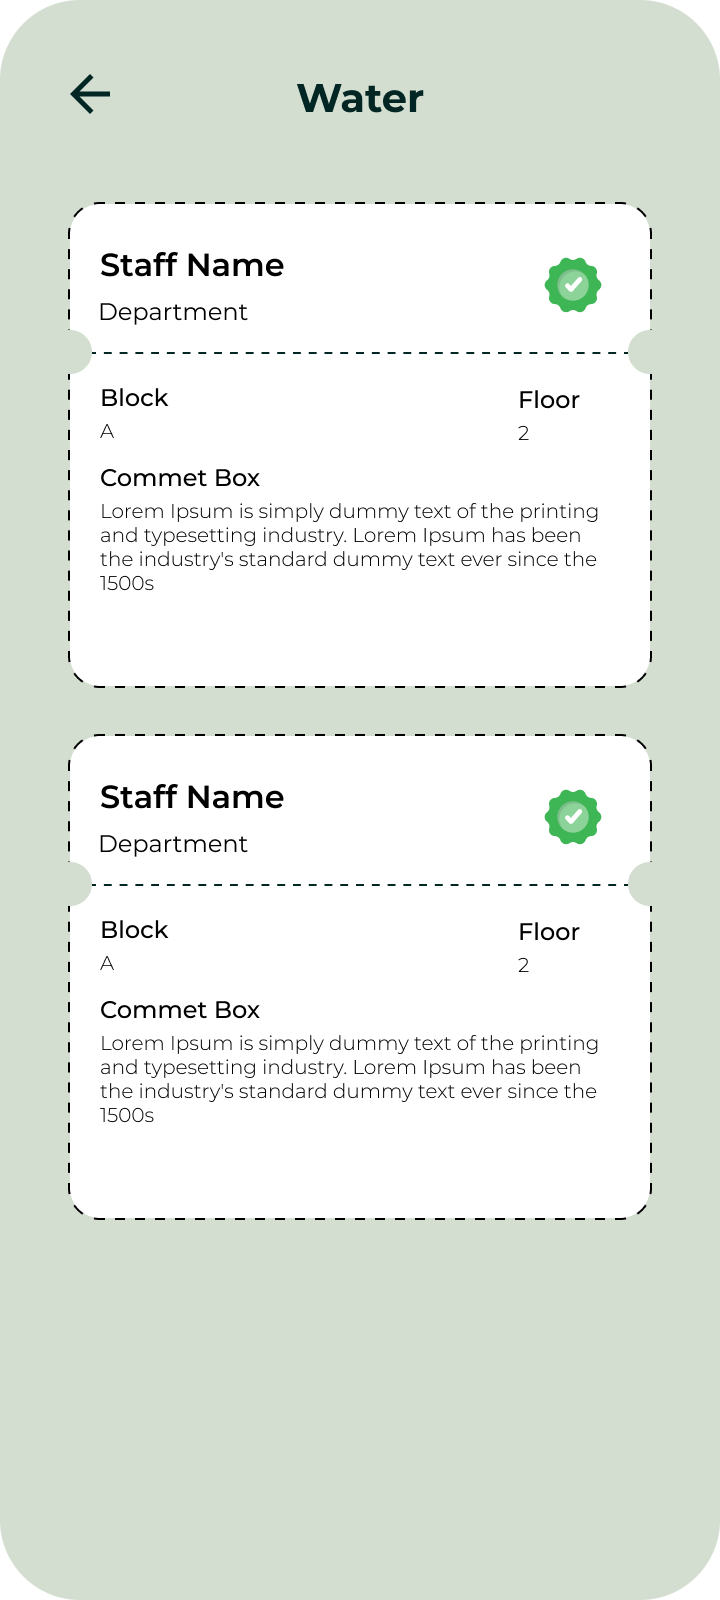 Water
Staff Name
Department
Block
Floor
A
2
Commet Box
Lorem Ipsum is simply dummy text of the printing
and typesetting industry. Lorem Ipsum has been
the industry's standard dummy text ever since the
1500s
Staff Name
Department
Block
Floor
A
2
Commet Box
Lorem Ipsum is simply dummy text of the printing
and typesetting industry. Lorem Ipsum has been
the industry's standard dummy text ever since the
1500s